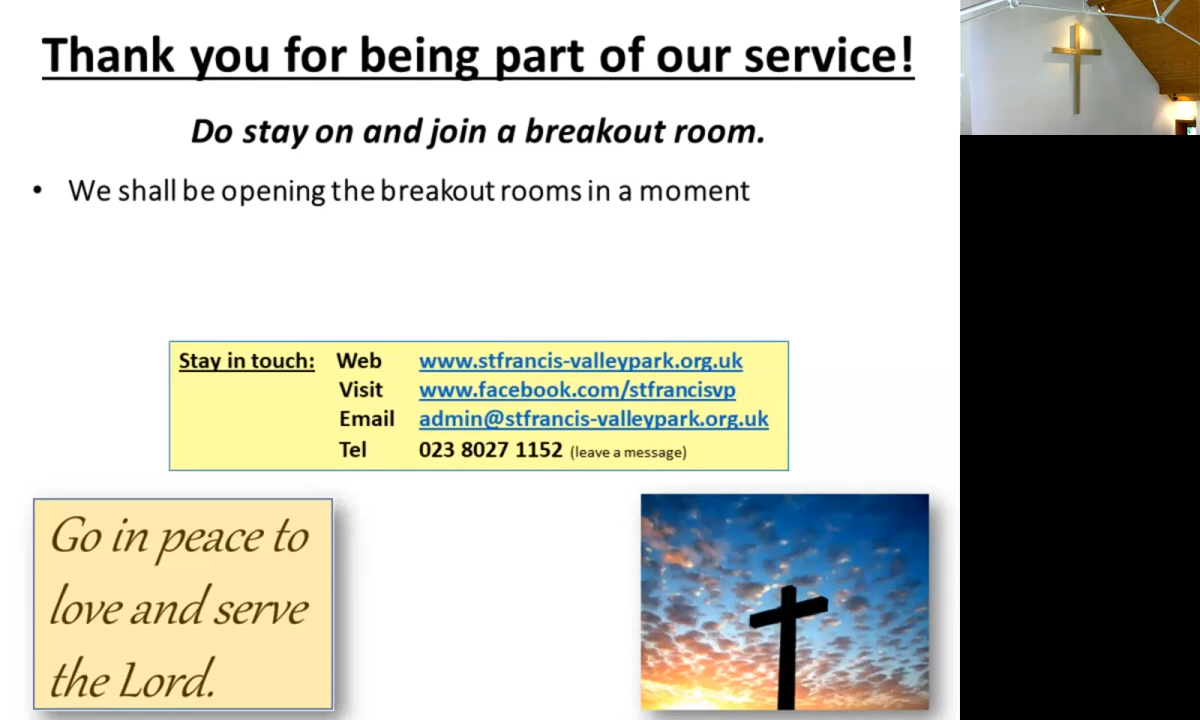 Thank you for being part of our service!
Do stay on and join a breakout room.
• We shall be opening the breakout rooms in a moment
Stay in touch: Web www.stfrancis-valleypark.org.uk
Visit www.facebook.com/stfrancisvp
Email admin@stfrancis-valleypark.org.uk
Tel 023 8027 1152 (leave a message)
Go in peace to
love and serve
the Lord.